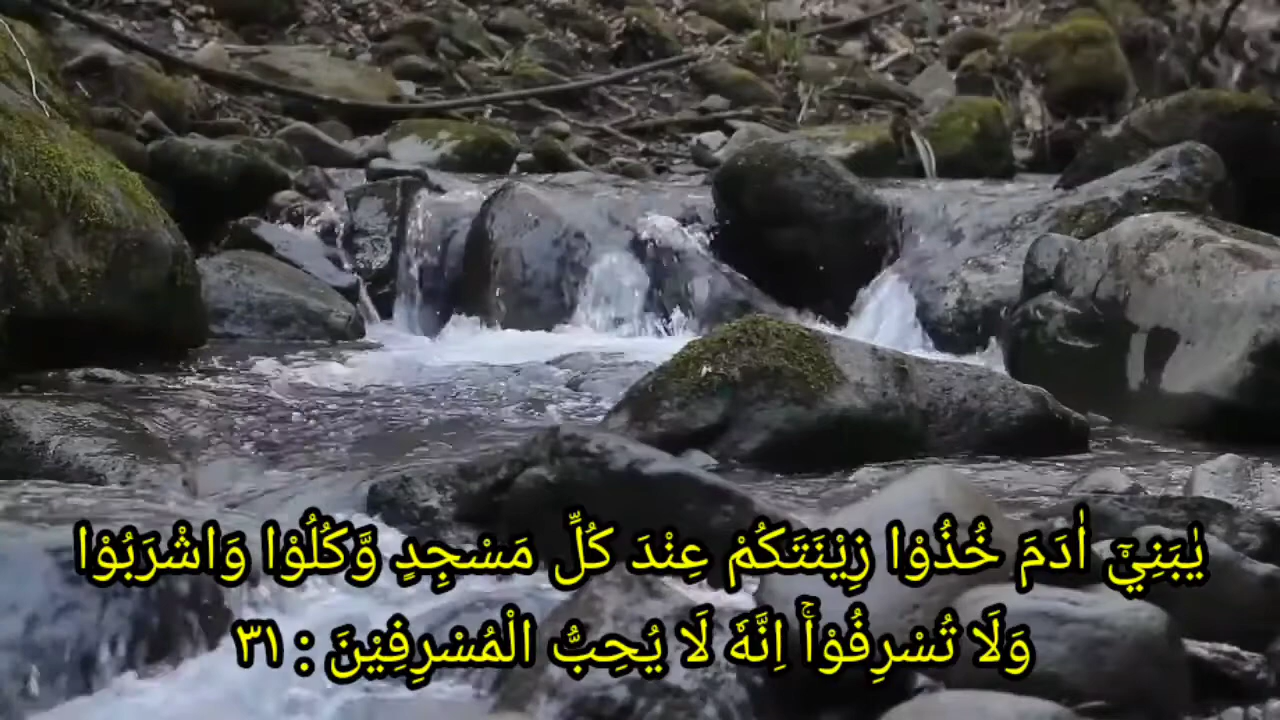 يٰبَنِيْٓ اٰدَمَ خُذُوْا زِيْنَتَكُمْ عِنْدَ كُلِّ مَسْجِدٍ وَّكُلُوْا وَاشْرَبُوْا
وَلَا تُسْرِفُوْاۚ اِنَّهٗ لَا يُحِبُّ الْمُسْرِفِيْنَ : ٣١